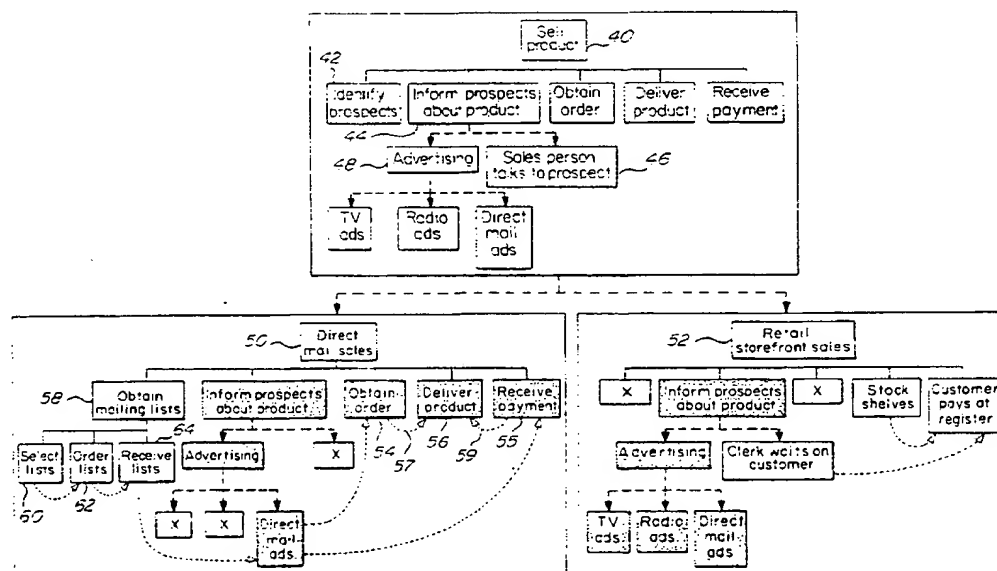 Sell
product
40
42
Identify
prospects
Inform prospects
about product
Obtain
order
Deliver
product
Receive
payment
44
48
Advertising
Sales person
talks to prospect
46
TV
ads
Radio
ads
Direct
mail
ads
50
Direct
mail sales
52
Retail
storefront sales
58
Obtain
mailing lists
Inform prospects
about product
Obtain
order
Deliver
product
Receive
payment
64
54
57
56
59
55
Select
lists
Order
lists
Receive
lists
Advertising
X
60
62
X
X
Direct
mail
ads
X
Inform prospects
about product
X
Stock
shelves
Customer
pays at
register
Advertising
Clerk waits on
customer
TV
ads
Radio
ads
Direct
mail
ads